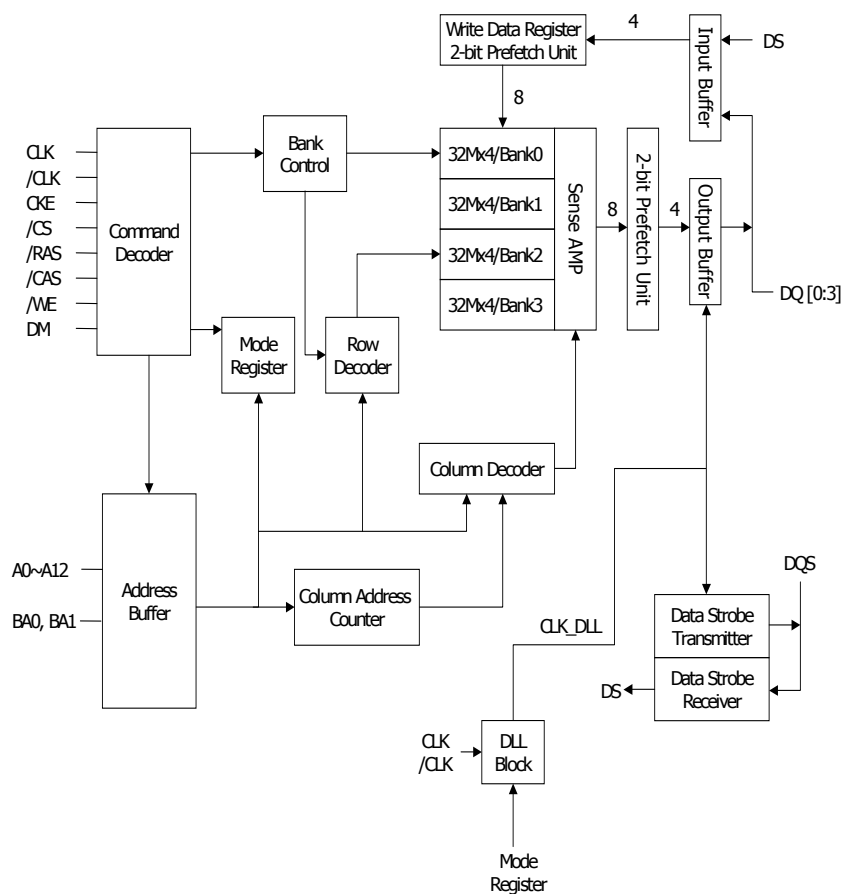 Write Data Register
2-bit Prefetch Unit
4
Input Buffer
DS
8
Bank
Control
CLK
/CLK
CKE
/CS
/RAS
/CAS
/WE
DM
Command
Decoder
32Mx4/Bank0
32Mx4/Bank1
32Mx4/Bank2
32Mx4/Bank3
Sense AMP
8
2-bit Prefetch Unit
4
Output Buffer
DQ [0:3]
Mode
Register
Row
Decoder
Column Decoder
A0~A12
BA0, BA1
Address
Buffer
Column Address
Counter
DQS
CLK_DLL
Data Strobe
Transmitter
Data Strobe
Receiver
DS
CLK
/CLK
DLL
Block
Mode
Register